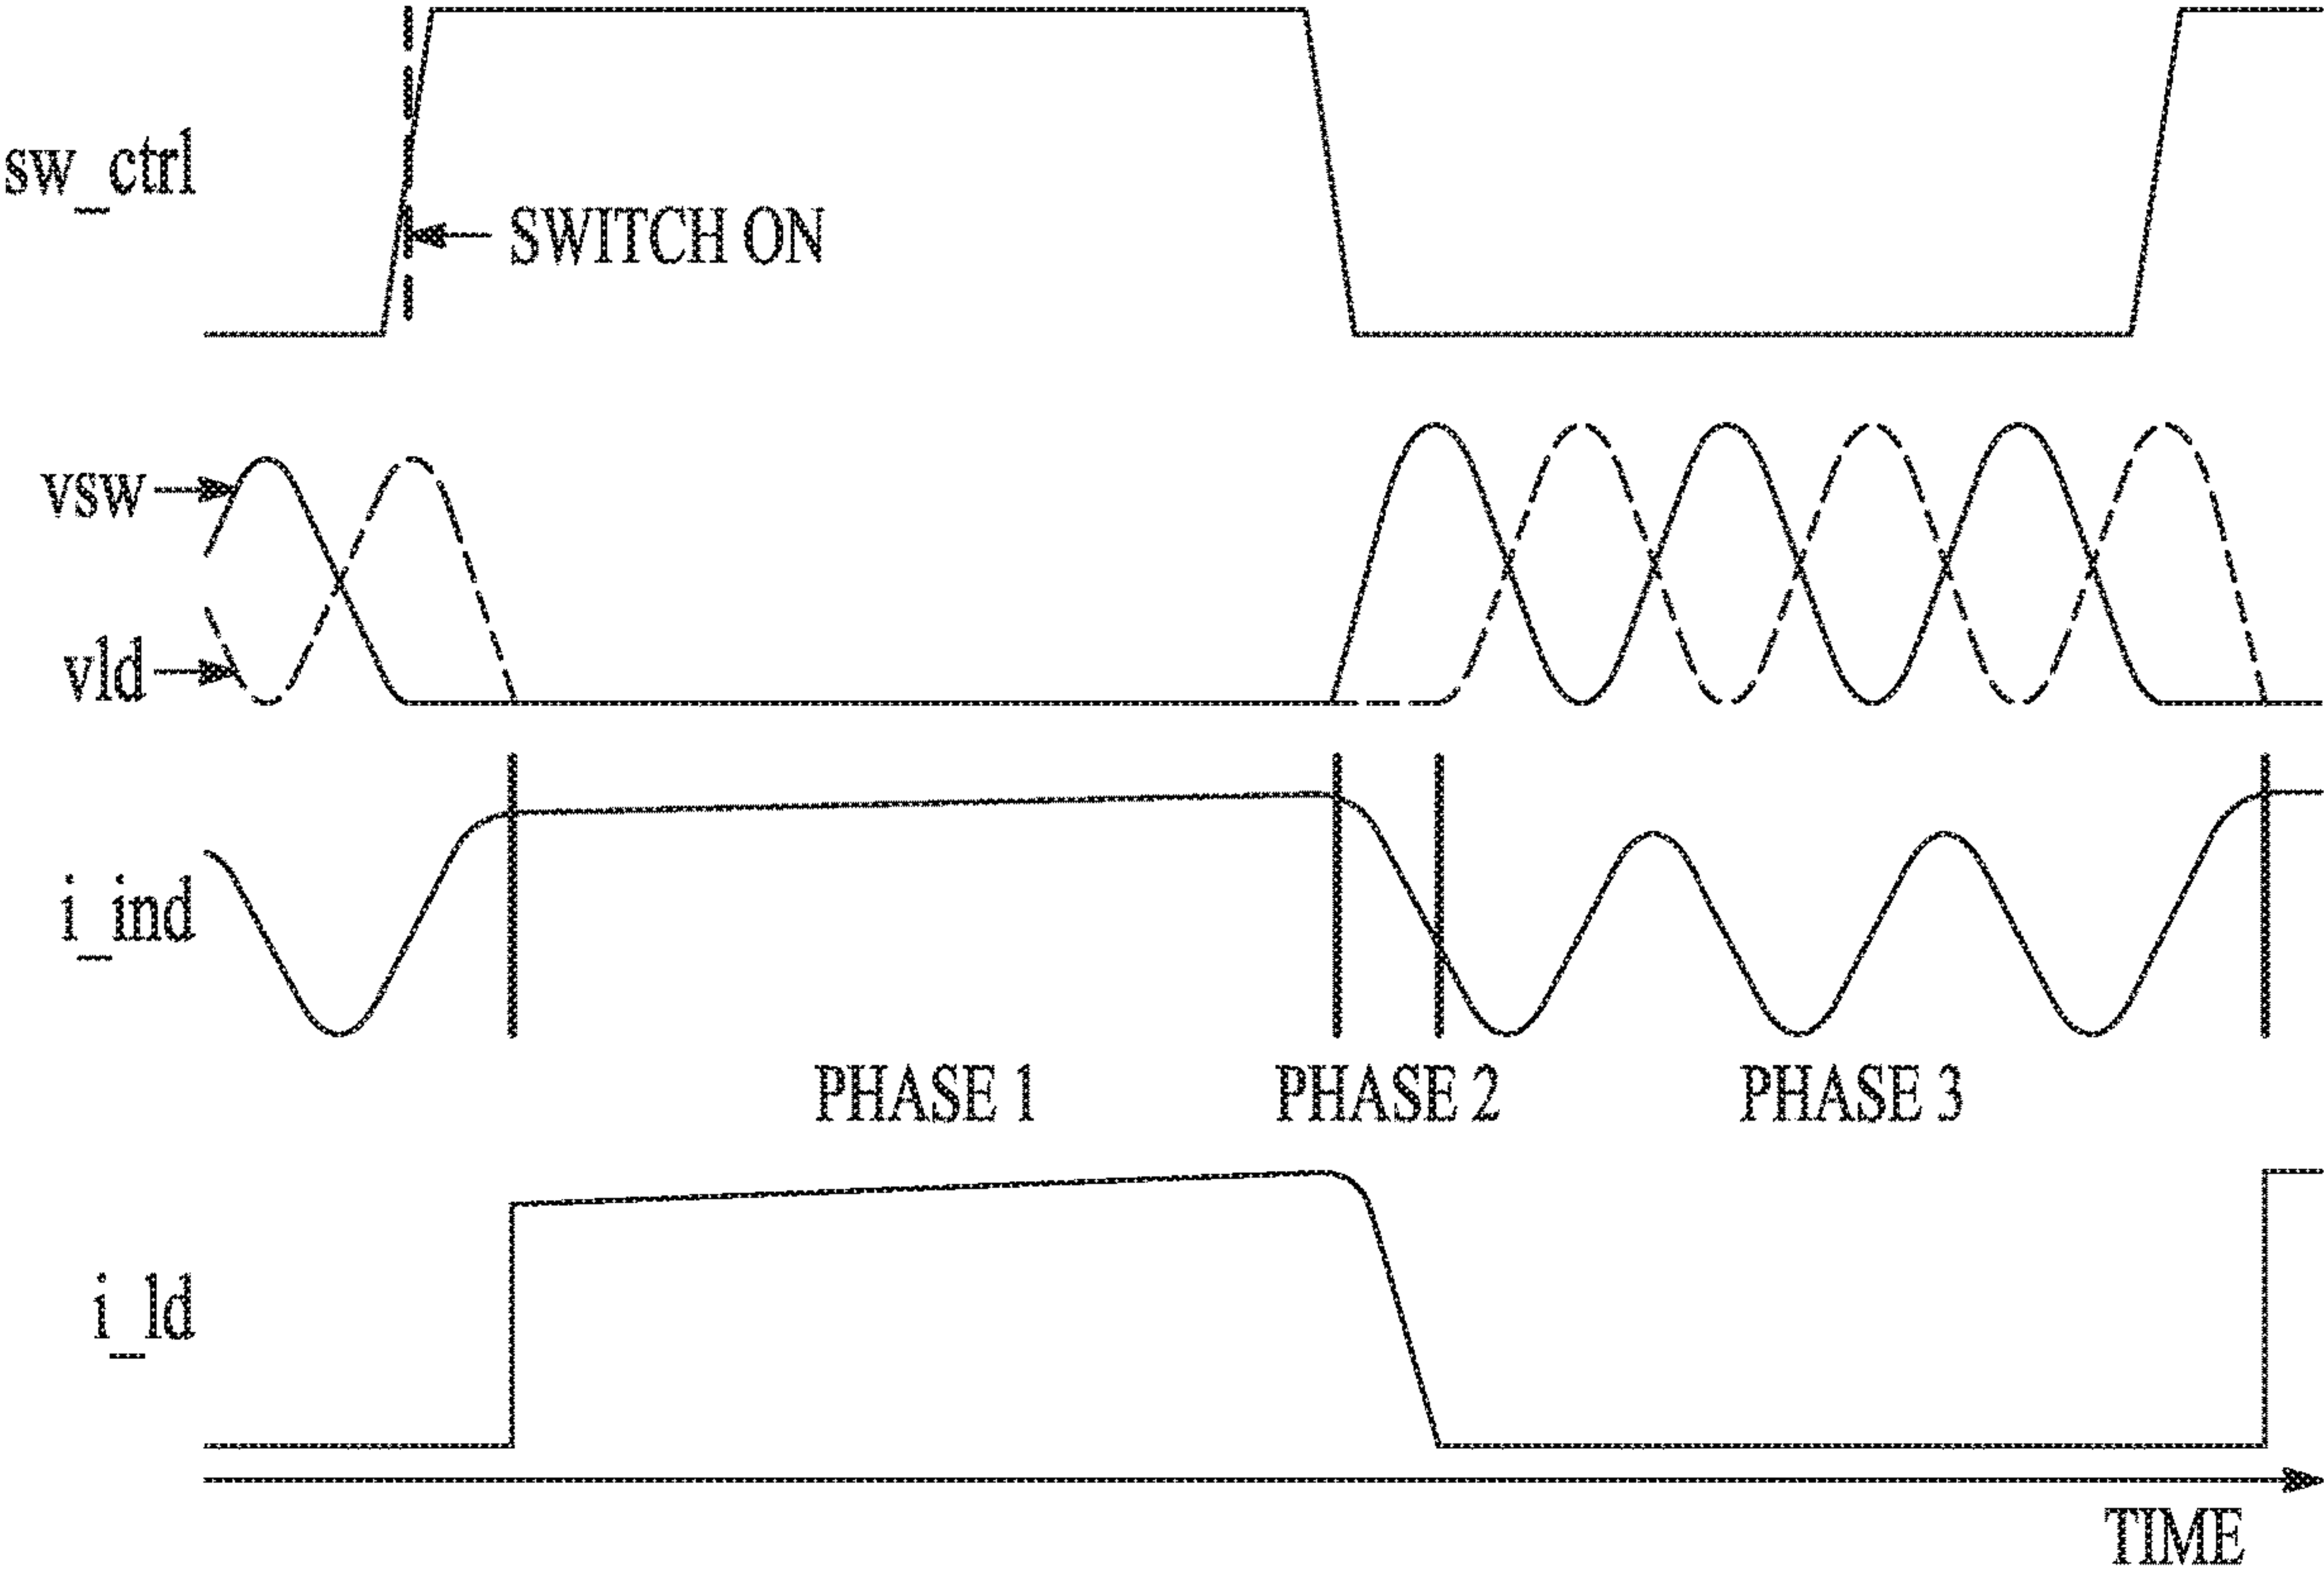 sw_ctrl
SWITCH ON
vsw
vld
i_ind
PHASE 1 PHASE 2 PHASE 3
i_ld
TIME